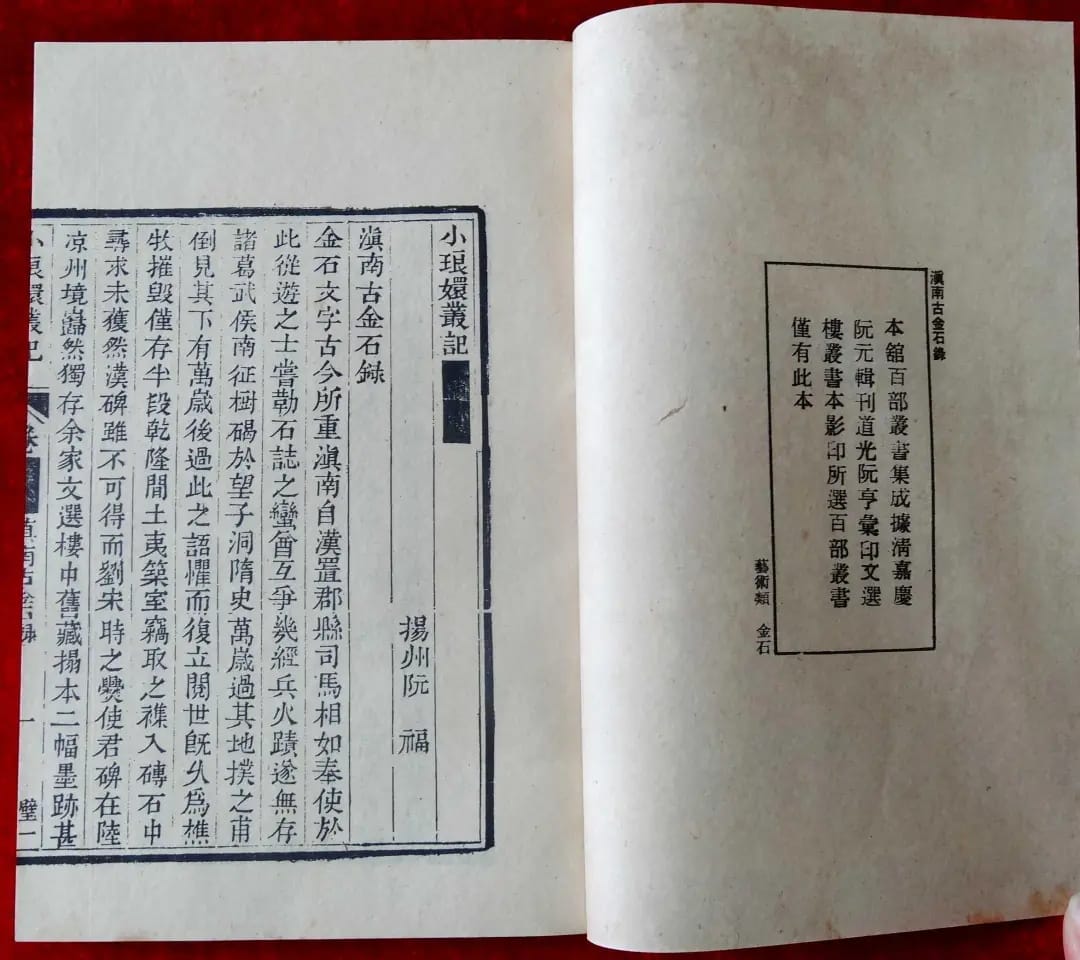 滇南古金石錄
本舘百部叢書集成據淸嘉慶
阮元輯刊道光阮亨彙印文選
樓叢書本影印所選百部叢書
僅有此本
藝術類 金石
小琅嬛叢記
揚州阮 福
滇南古金石録
金石文字古今所重滇南自漢置郡縣司馬相如奉使於
此從遊之士嘗勒石誌之蠻酋互爭幾經兵火蹟遂無存
諸葛武侯南征樹碣於望子洞隋史萬歲過其地撲之甫
倒見其下有萬歲後過此之語懼而復立閱世旣久爲樵
牧摧毀僅存半段乾隆間土夷築室竊取之襍入磚石中
尋求未獲然漢碑雖不可得而劉宋時之爨使君碑在陸
凉州境巋然獨存余家文選樓中舊藏搨本二幅墨跡甚
小琅嬛叢記
滇南古金石録
一
璧一